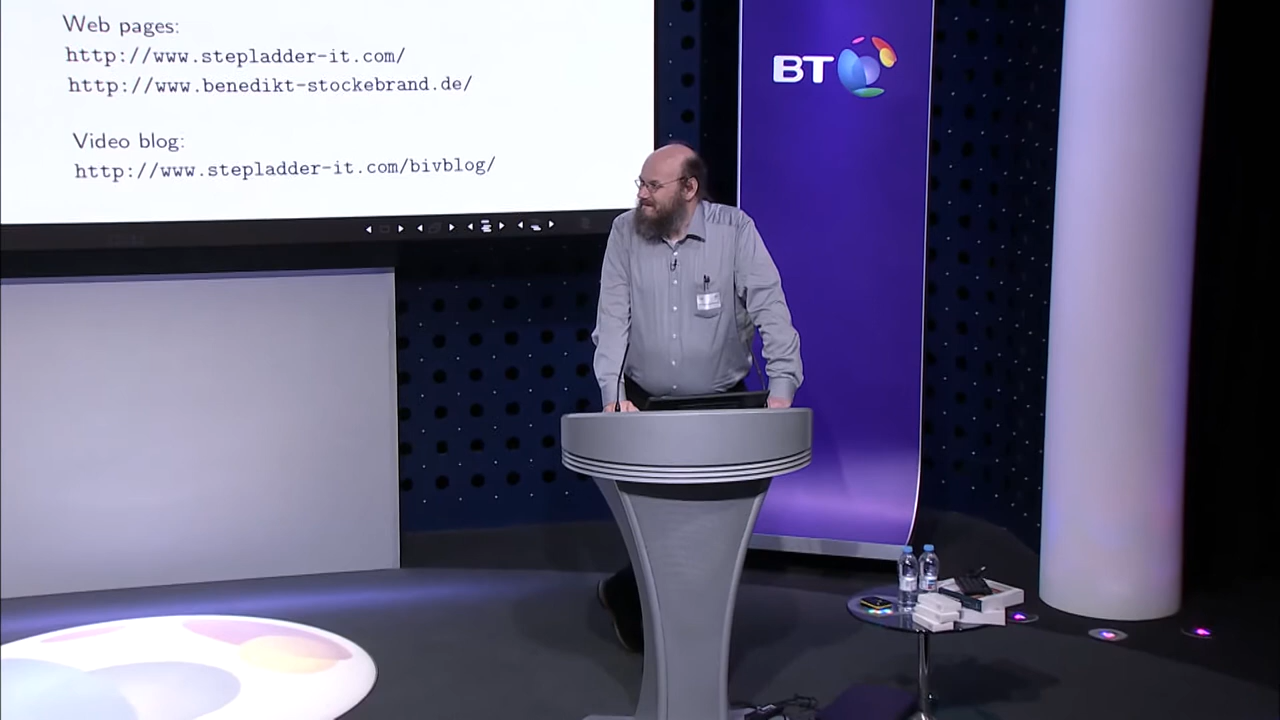 Web pages:
http://www.stepladder-it.com/
http://www.benedikt-stockebrand.de/
Video blog:
http://www.stepladder-it.com/bivblog/
BT